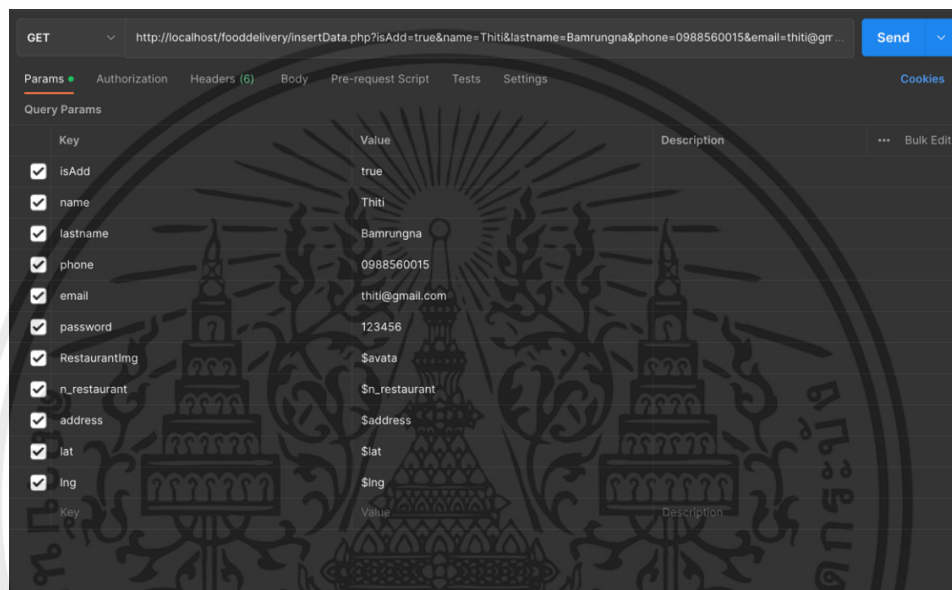 GET http://localhost/fooddelivery/insertData.php?isAdd=true&name=Thiti&lastname=Bamrungna&phone=0988560015&email=thiti@gm... Send
Params Authorization Headers (6) Body Pre-request Script Tests Settings Cookies
Query Params
Key Value Description ... Bulk Edit
isAdd true
name Thiti
lastname Bamrungna
phone 0988560015
email thiti@gmail.com
password 123456
RestaurantImg $avata
n_restaurant $n_restaurant
address $address
lat $lat
lng $lng
Key Value Description